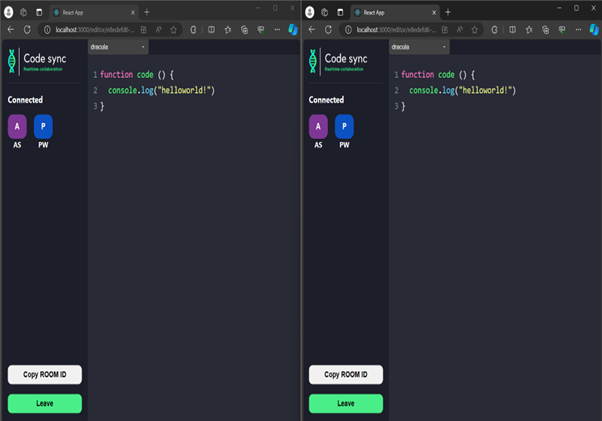 React App
localhost:3000/editor/
dracula
Code sync
Realtime collaboration
Connected
A
P
AS
PW
1 function code () {
2 console.log("helloworld!")
3 }
Copy ROOM ID
Leave
React App
localhost:3000/editor/
dracula
Code sync
Realtime collaboration
Connected
A
P
AS
PW
1 function code () {
2 console.log("helloworld!")
3 }
Copy ROOM ID
Leave